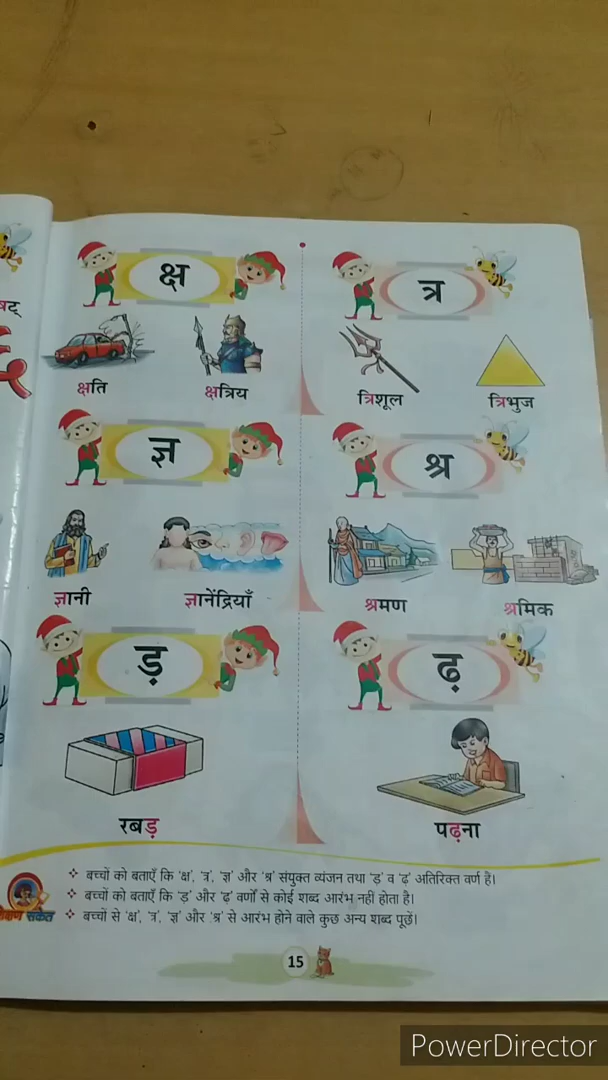 क्ष
क्षति
क्षत्रिय
त्र
त्रिशूल
त्रिभुज
ज्ञ
ज्ञानी
ज्ञानेंद्रियाँ
श्र
श्रमण
श्रमिक
ड़
रबड़
ढ़
पढ़ना
❖ बच्चों को बताएँ कि 'क्ष', 'त्र', 'ज्ञ' और 'श्र' संयुक्त व्यंजन तथा 'ड़' व 'ढ़' अतिरिक्त वर्ण हैं।
❖ बच्चों को बताएँ कि 'ड़' और 'ढ़' वर्णों से कोई शब्द आरंभ नहीं होता है।
संकेत ❖ बच्चों से 'क्ष', 'त्र', 'ज्ञ' और 'श्र' से आरंभ होने वाले कुछ अन्य शब्द पूछें।
15
PowerDirector